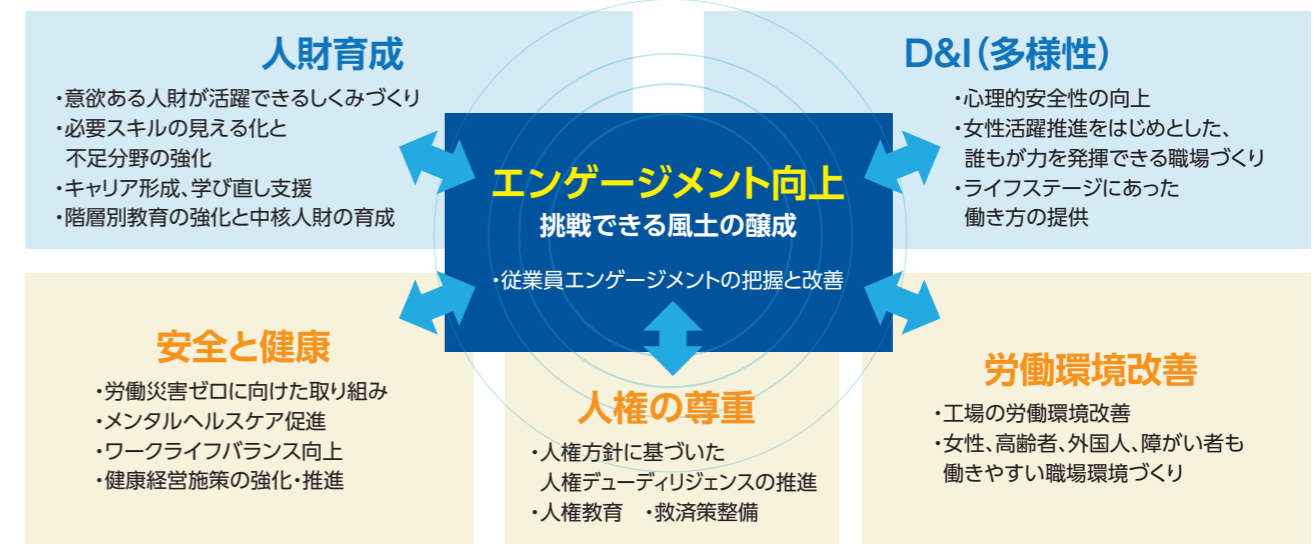 人財育成
・意欲ある人財が活躍できるしくみづくり
・必要スキルの見える化と
不足分野の強化
・キャリア形成、学び直し支援
・階層別教育の強化と中核人財の育成
D&I（多様性）
・心理的安全性の向上
・女性活躍推進をはじめとした、
誰もが力を発揮できる職場づくり
・ライフステージにあった
働き方の提供
エンゲージメント向上
挑戦できる風土の醸成
・従業員エンゲージメントの把握と改善
安全と健康
・労働災害ゼロに向けた取り組み
・メンタルヘルスケア促進
・ワークライフバランス向上
・健康経営施策の強化・推進
人権の尊重
・人権方針に基づいた
人権デューディリジェンスの推進
・人権教育　・救済策整備
労働環境改善
・工場の労働環境改善
・女性、高齢者、外国人、障がい者も
働きやすい職場環境づくり